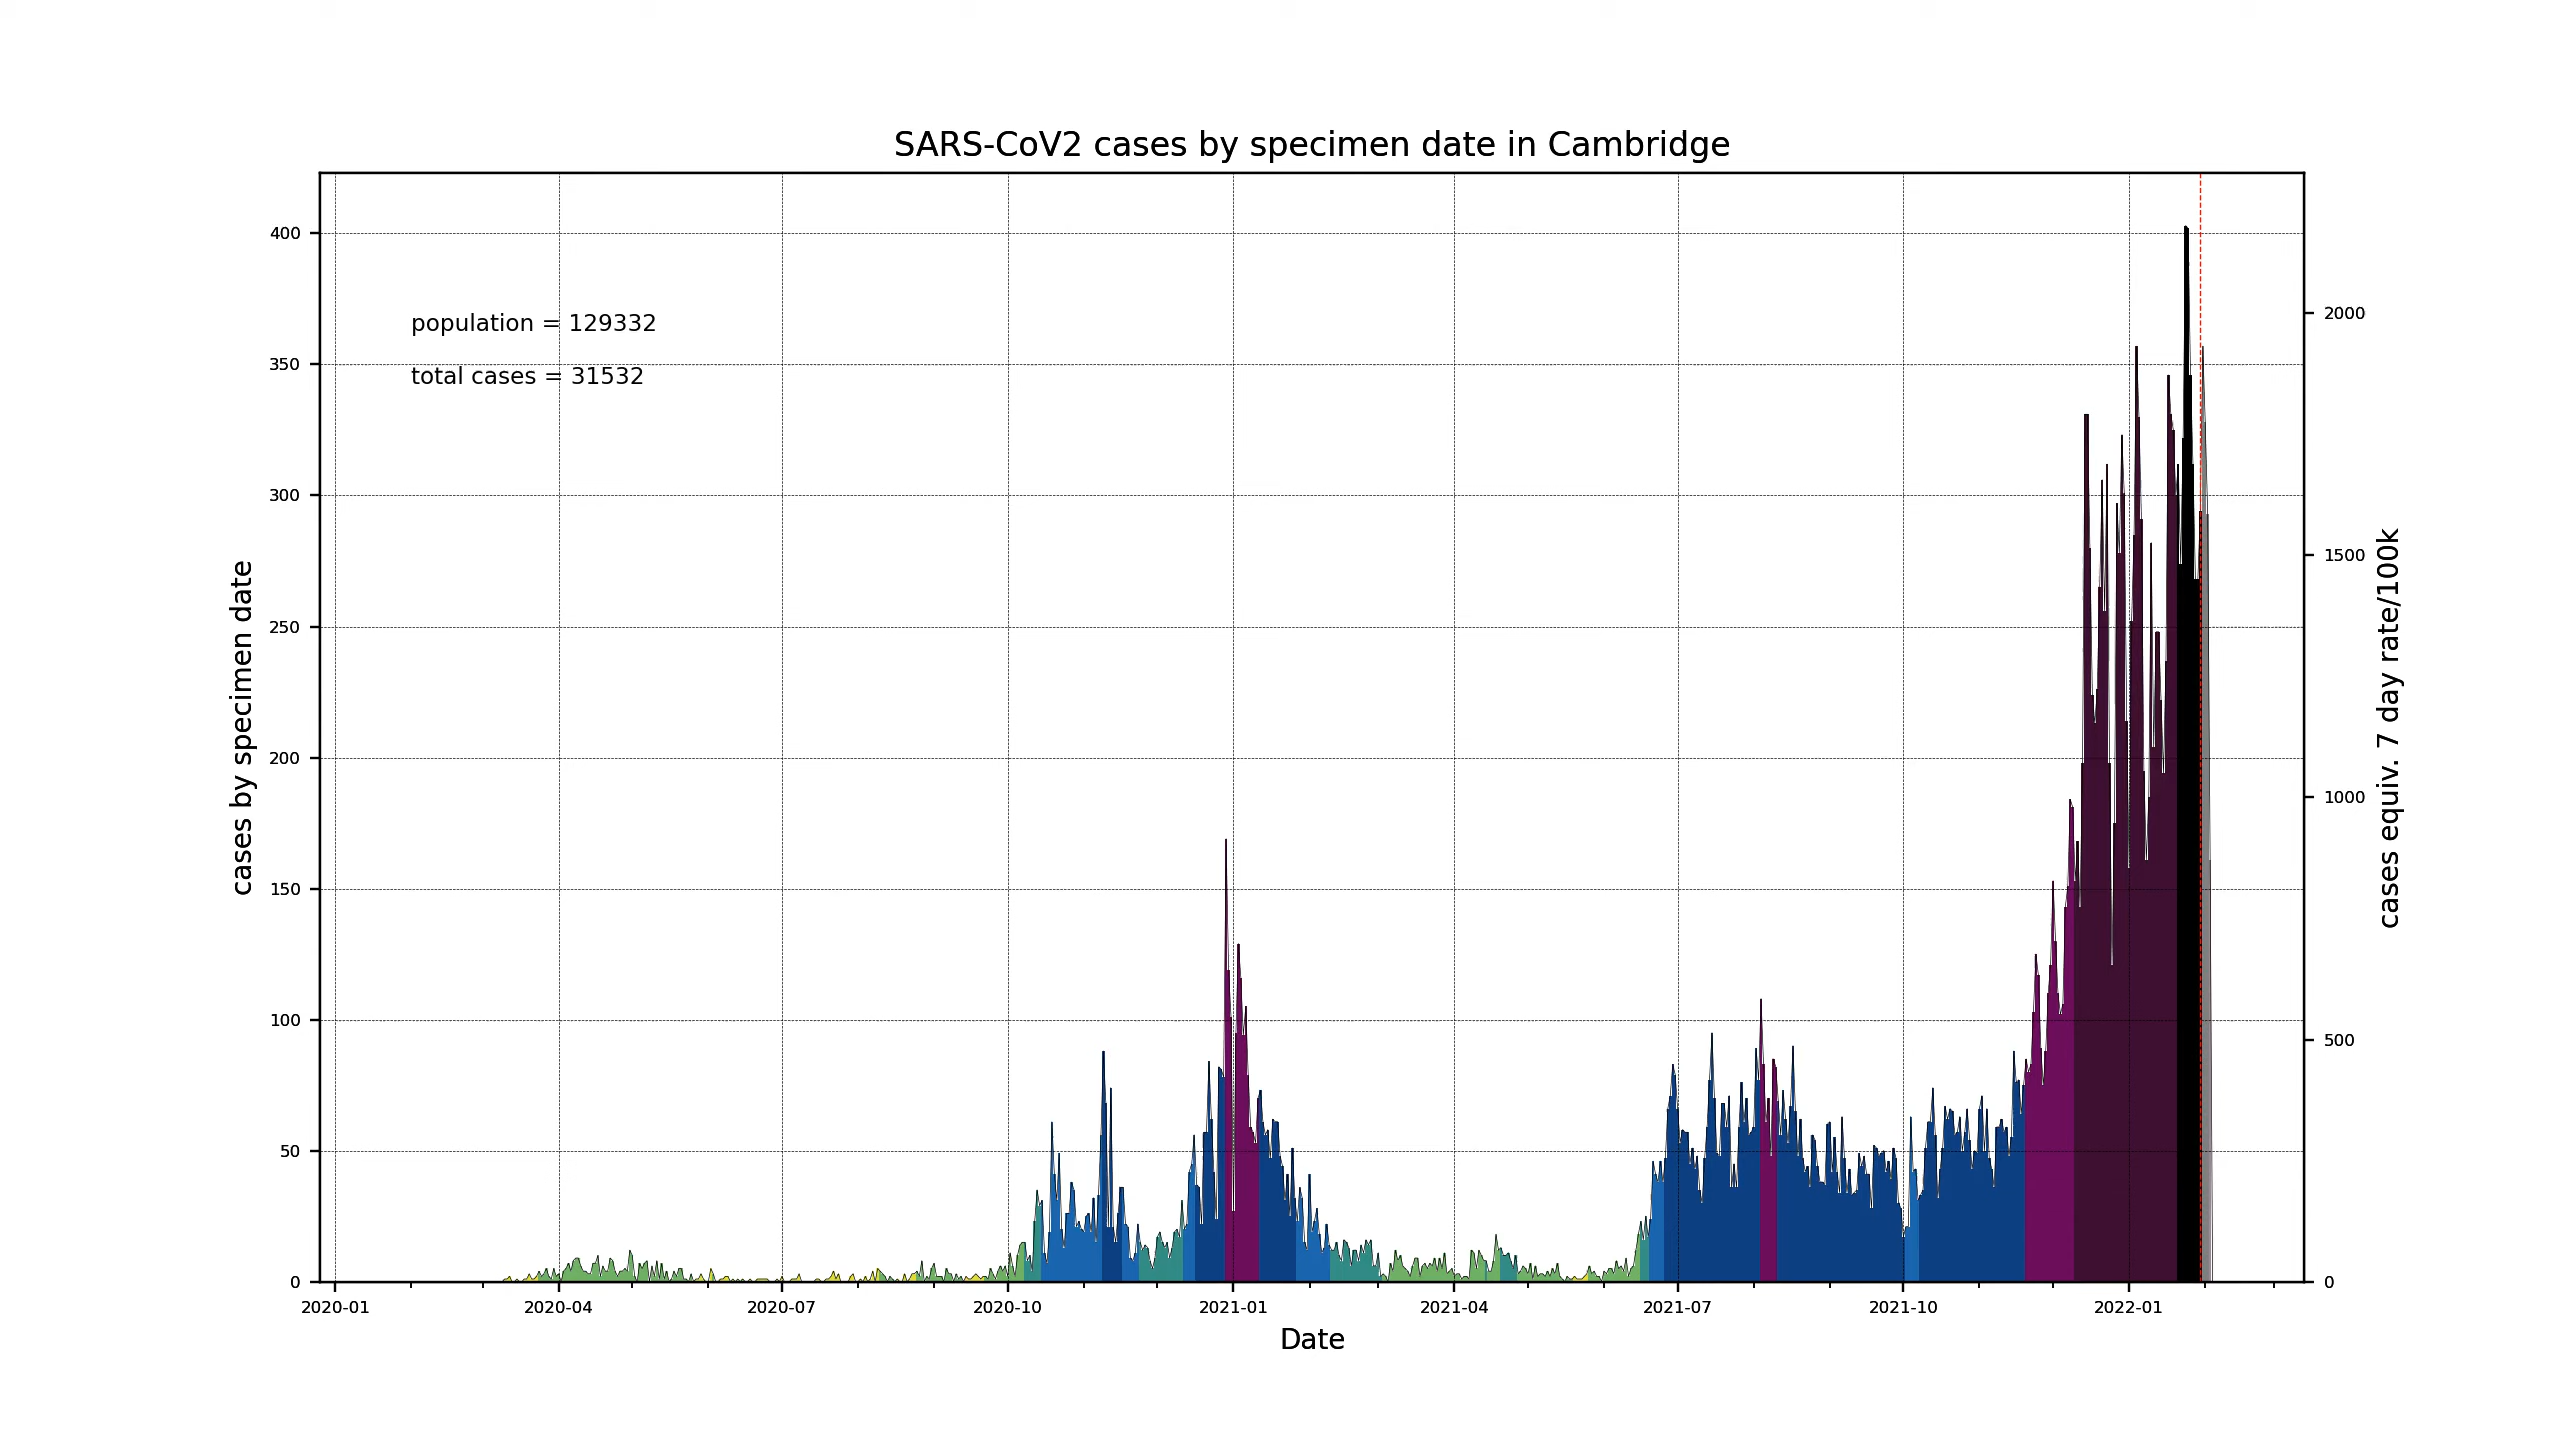 SARS-CoV2 cases by specimen date in Cambridge
population = 129332
total cases = 31532
cases by specimen date
400
350
300
250
200
150
100
50
0
2000
1500
1000
500
0
cases equiv. 7 day rate/100k
2020-01 2020-04 2020-07 2020-10 2021-01 2021-04 2021-07 2021-10 2022-01
Date